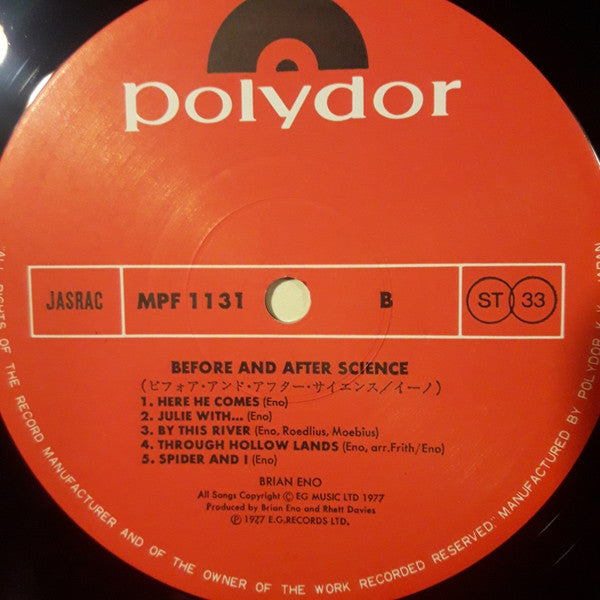 polydor
JASRAC
MPF 1131
B
ST 33
BEFORE AND AFTER SCIENCE
(ビフォア・アンド・アフター・サイエンス/イーノ)
1. HERE HE COMES (Eno)
2. JULIE WITH... (Eno)
3. BY THIS RIVER (Eno, Roedlius, Moebius)
4. THROUGH HOLLOW LANDS (Eno, arr.Frith/Eno)
5. SPIDER AND I (Eno)
BRIAN ENO
All Songs Copyright Ⓒ EG MUSIC LTD 1977
Produced by Brian Eno and Rhett Davies
Ⓟ 1977 E.G.RECORDS LTD.
"ALL RIGHTS OF THE RECORD MANUFACTURER AND OF THE OWNER OF THE WORK RECORDED RESERVED" MANUFACTURED BY POLYDOR K.K. JAPAN